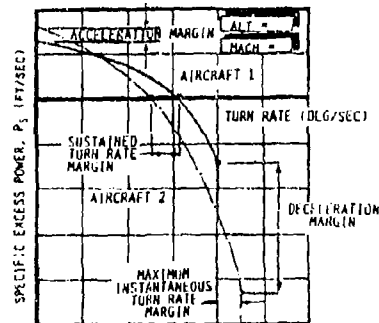 ACCELERATION MARGIN
ALT =
MACH =
AIRCRAFT 1
TURN RATE (DEG/SEC)
SUSTAINED
TURN RATE
MARGIN
AIRCRAFT 2
DECELERATION
MARGIN
MAXIMUM
INSTANTANEOUS
TURN RATE
MARGIN
SPECIFIC EXCESS POWER, Ps (FT/SEC)